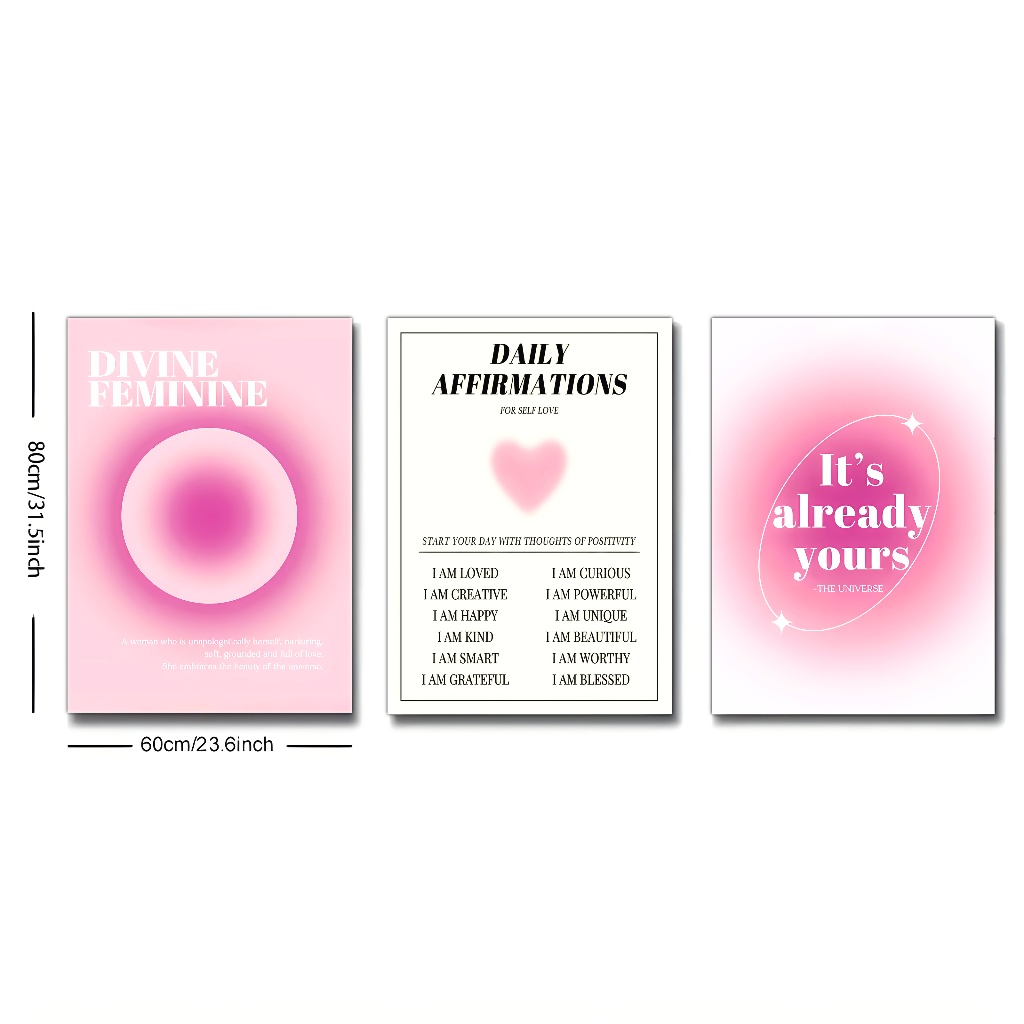 80cm/31.5inch
DIVINE
FEMININE
A woman who is unapologetically herself, nurturing,
soft, grounded and full of love.
She embraces the beauty of the universe.
60cm/23.6inch
DAILY
AFFIRMATIONS
FOR SELF LOVE
START YOUR DAY WITH THOUGHTS OF POSITIVITY
I AM LOVED
I AM CREATIVE
I AM HAPPY
I AM KIND
I AM SMART
I AM GRATEFUL
I AM CURIOUS
I AM POWERFUL
I AM UNIQUE
I AM BEAUTIFUL
I AM WORTHY
I AM BLESSED
It's
already
yours
-THE UNIVERSE